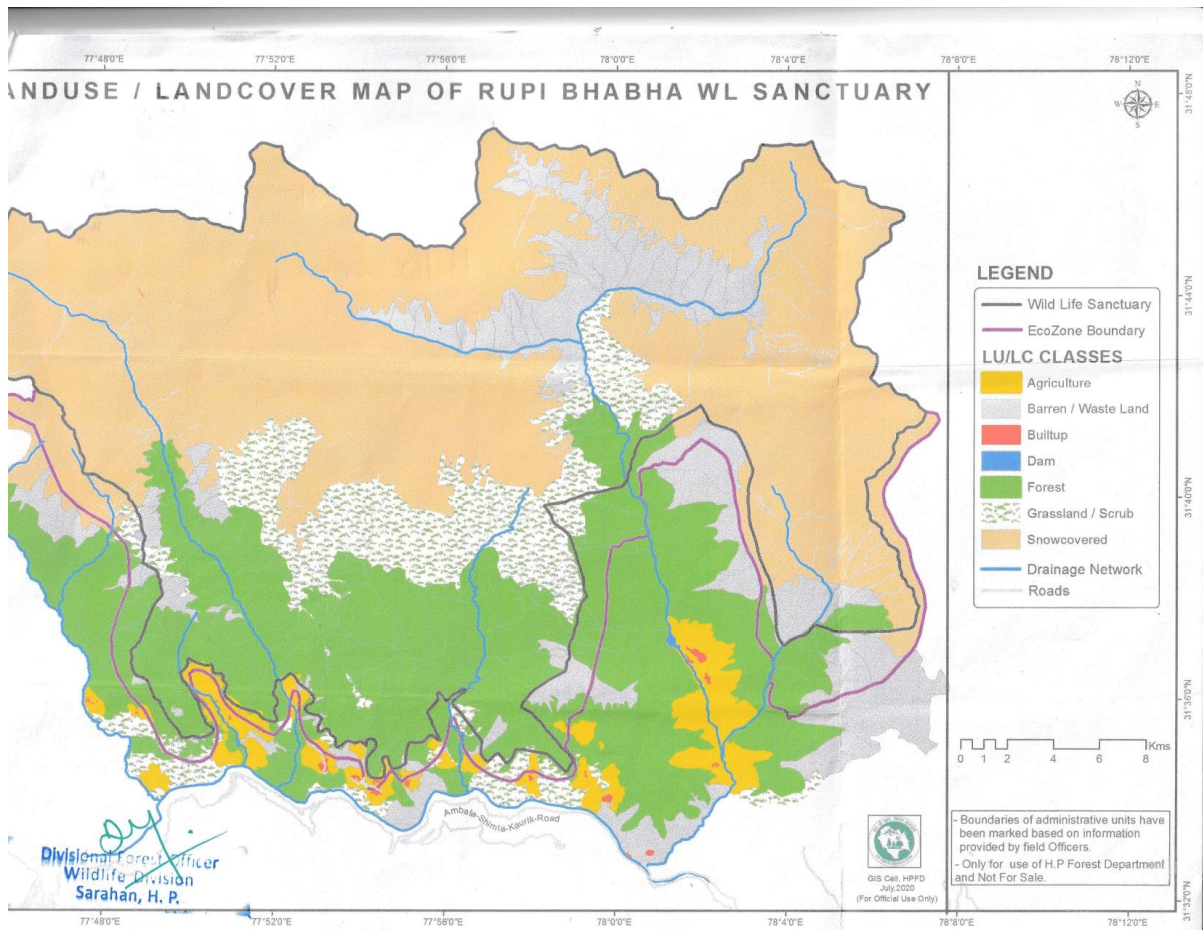 77°48'0"E 77°52'0"E 77°56'0"E 78°0'0"E 78°4'0"E 78°8'0"E 78°12'0"E
ANDUSE / LANDCOVER MAP OF RUPI BHABHA WL SANCTUARY
N
W E
S
31°48'0"N
31°44'0"N
31°40'0"N
31°36'0"N
31°32'0"N
LEGEND
Wild Life Sanctuary
EcoZone Boundary
LU/LC CLASSES
Agriculture
Barren / Waste Land
Builtup
Dam
Forest
Grassland / Scrub
Snowcovered
Drainage Network
Roads
0 1 2 4 6 8 Kms
Ambala-Shimla-Kaurik-Road
- Boundaries of administrative units have
been marked based on information
provided by field Officers.
- Only for use of H.P Forest Department
and Not For Sale.
GIS Cell, HPFD
July,2020
(For Official Use Only)
Divisional Forest Officer
Wildlife Division
Sarahan, H. P.
77°48'0"E 77°52'0"E 77°56'0"E 78°0'0"E 78°4'0"E 78°8'0"E 78°12'0"E